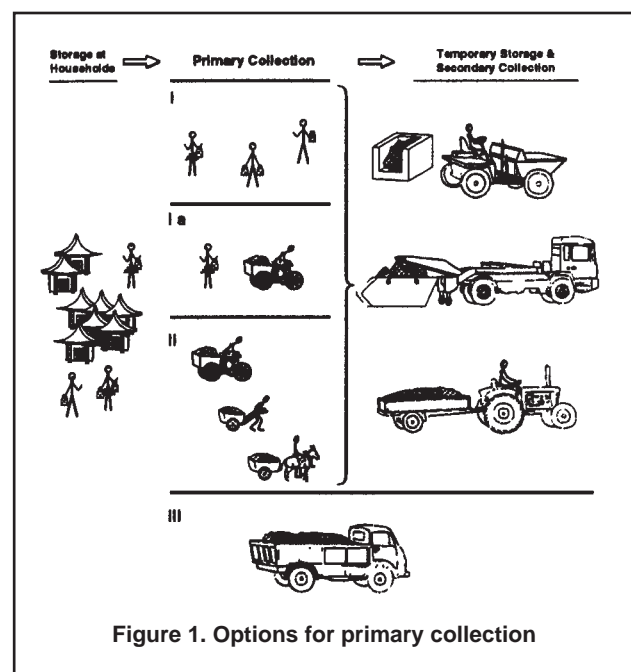 Storage at
Households
Primary Collection
Temporary Storage &
Secondary Collection
I
I a
II
III
Figure 1. Options for primary collection